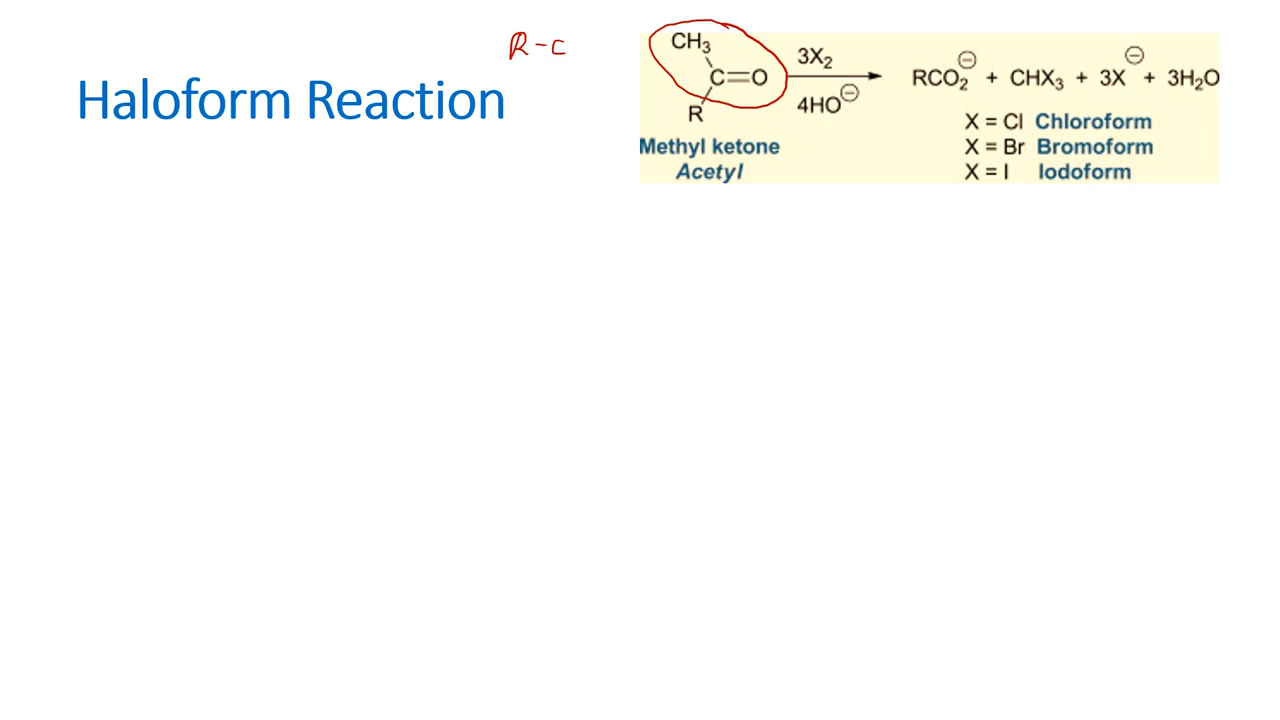 R-c
Haloform Reaction
CH₃
C=O
R
3X₂
4HO⊖
RCO₂⊖ + CHX₃ + 3X⊖ + 3H₂O
Methyl ketone
Acetyl
X = Cl Chloroform
X = Br Bromoform
X = I Iodoform